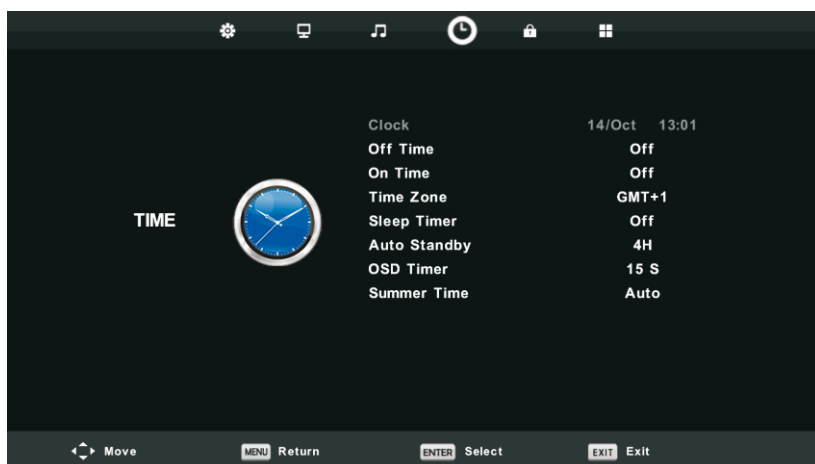 Clock 14/Oct 13:01
Off Time Off
On Time Off
Time Zone GMT+1
TIME
Sleep Timer Off
Auto Standby 4H
OSD Timer 15 S
Summer Time Auto
Move MENU Return ENTER Select EXIT Exit